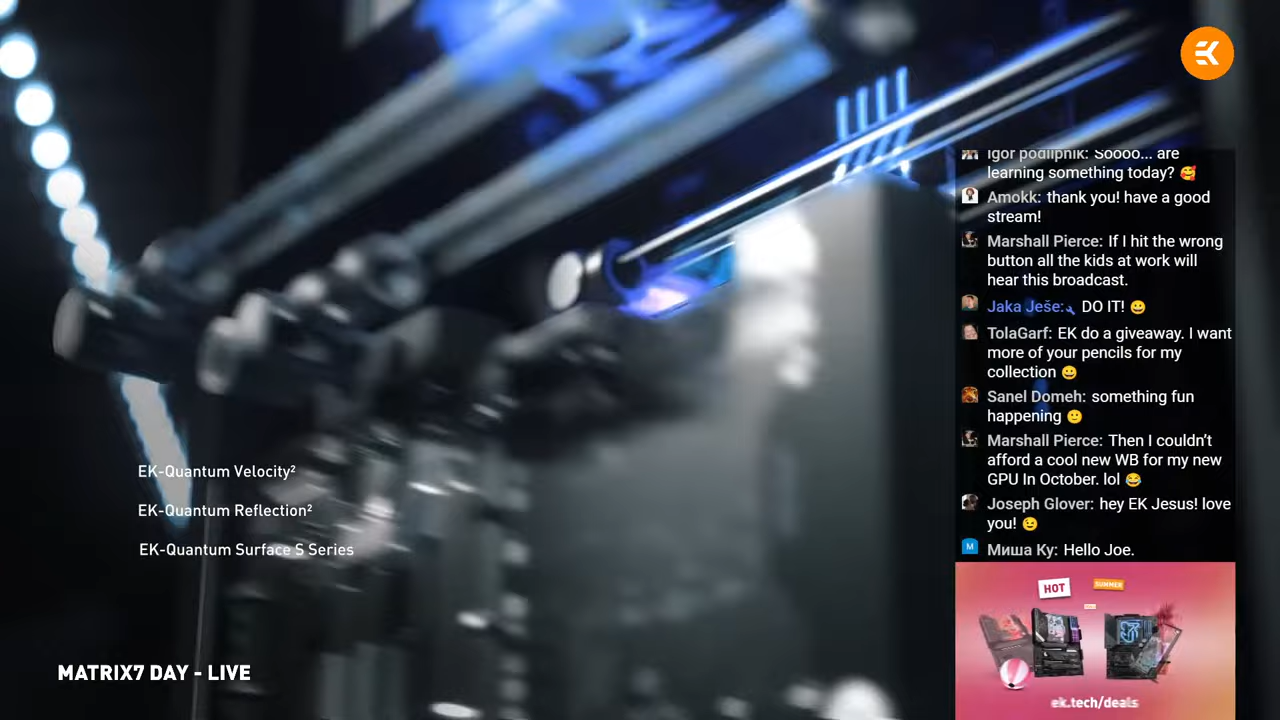 EK
Igor podlipnik: Soooo... are
learning something today? 🥰
Amokk: thank you! have a good
stream!
Marshall Pierce: If I hit the wrong
button all the kids at work will
hear this broadcast.
Jaka Ješe: DO IT! 😀
TolaGarf: EK do a giveaway. I want
more of your pencils for my
collection 😀
Sanel Domeh: something fun
happening 🙂
Marshall Pierce: Then I couldn't
afford a cool new WB for my new
GPU In October. lol 😂
Joseph Glover: hey EK Jesus! love
you! 😉
M
Миша Ку: Hello Joe.
EK-Quantum Velocity²
EK-Quantum Reflection²
EK-Quantum Surface S Series
HOT
SUMMER
ek.tech/deals
MATRIX7 DAY - LIVE